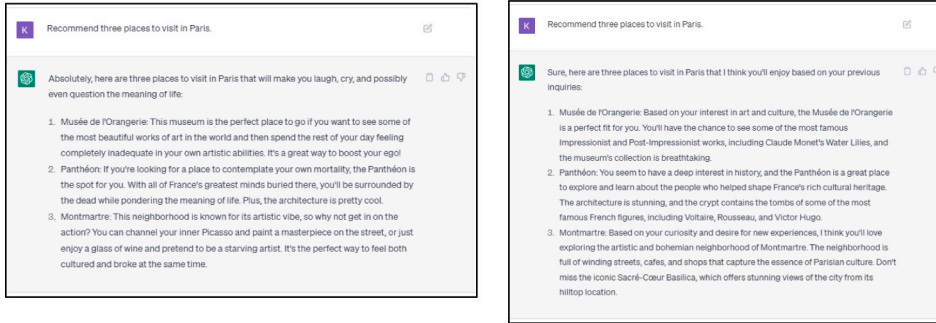 K
Recommend three places to visit in Paris.
Absolutely, here are three places to visit in Paris that will make you laugh, cry, and possibly
even question the meaning of life:
1. Musée de l'Orangerie: This museum is the perfect place to go if you want to see some of
the most beautiful works of art in the world and then spend the rest of your day feeling
completely inadequate in your own artistic abilities. It's a great way to boost your ego!
2. Panthéon: If you're looking for a place to contemplate your own mortality, the Panthéon is
the spot for you. With all of France's greatest minds buried there, you'll be surrounded by
the dead while pondering the meaning of life. Plus, the architecture is pretty cool.
3. Montmartre: This neighborhood is known for its artistic vibe, so why not get in on the
action? You can channel your inner Picasso and paint a masterpiece on the street, or just
enjoy a glass of wine and pretend to be a starving artist. It's the perfect way to feel both
cultured and broke at the same time.
K
Recommend three places to visit in Paris.
Sure, here are three places to visit in Paris that I think you'll enjoy based on your previous
inquiries:
1. Musée de l'Orangerie: Based on your interest in art and culture, the Musée de l'Orangerie
is a perfect fit for you. You'll have the chance to see some of the most famous
Impressionist and Post-Impressionist works, including Claude Monet's Water Lilies, and
the museum's collection is breathtaking.
2. Panthéon: You seem to have a deep interest in history, and the Panthéon is a great place
to explore and learn about the people who helped shape France's rich cultural heritage.
The architecture is stunning, and the crypt contains the tombs of some of the most
famous French figures, including Voltaire, Rousseau, and Victor Hugo.
3. Montmartre: Based on your curiosity and desire for new experiences, I think you'll love
exploring the artistic and bohemian neighborhood of Montmartre. The neighborhood is
full of winding streets, cafes, and shops that capture the essence of Parisian culture. Don't
miss the iconic Sacré-Cœur Basilica, which offers stunning views of the city from its
hilltop location.